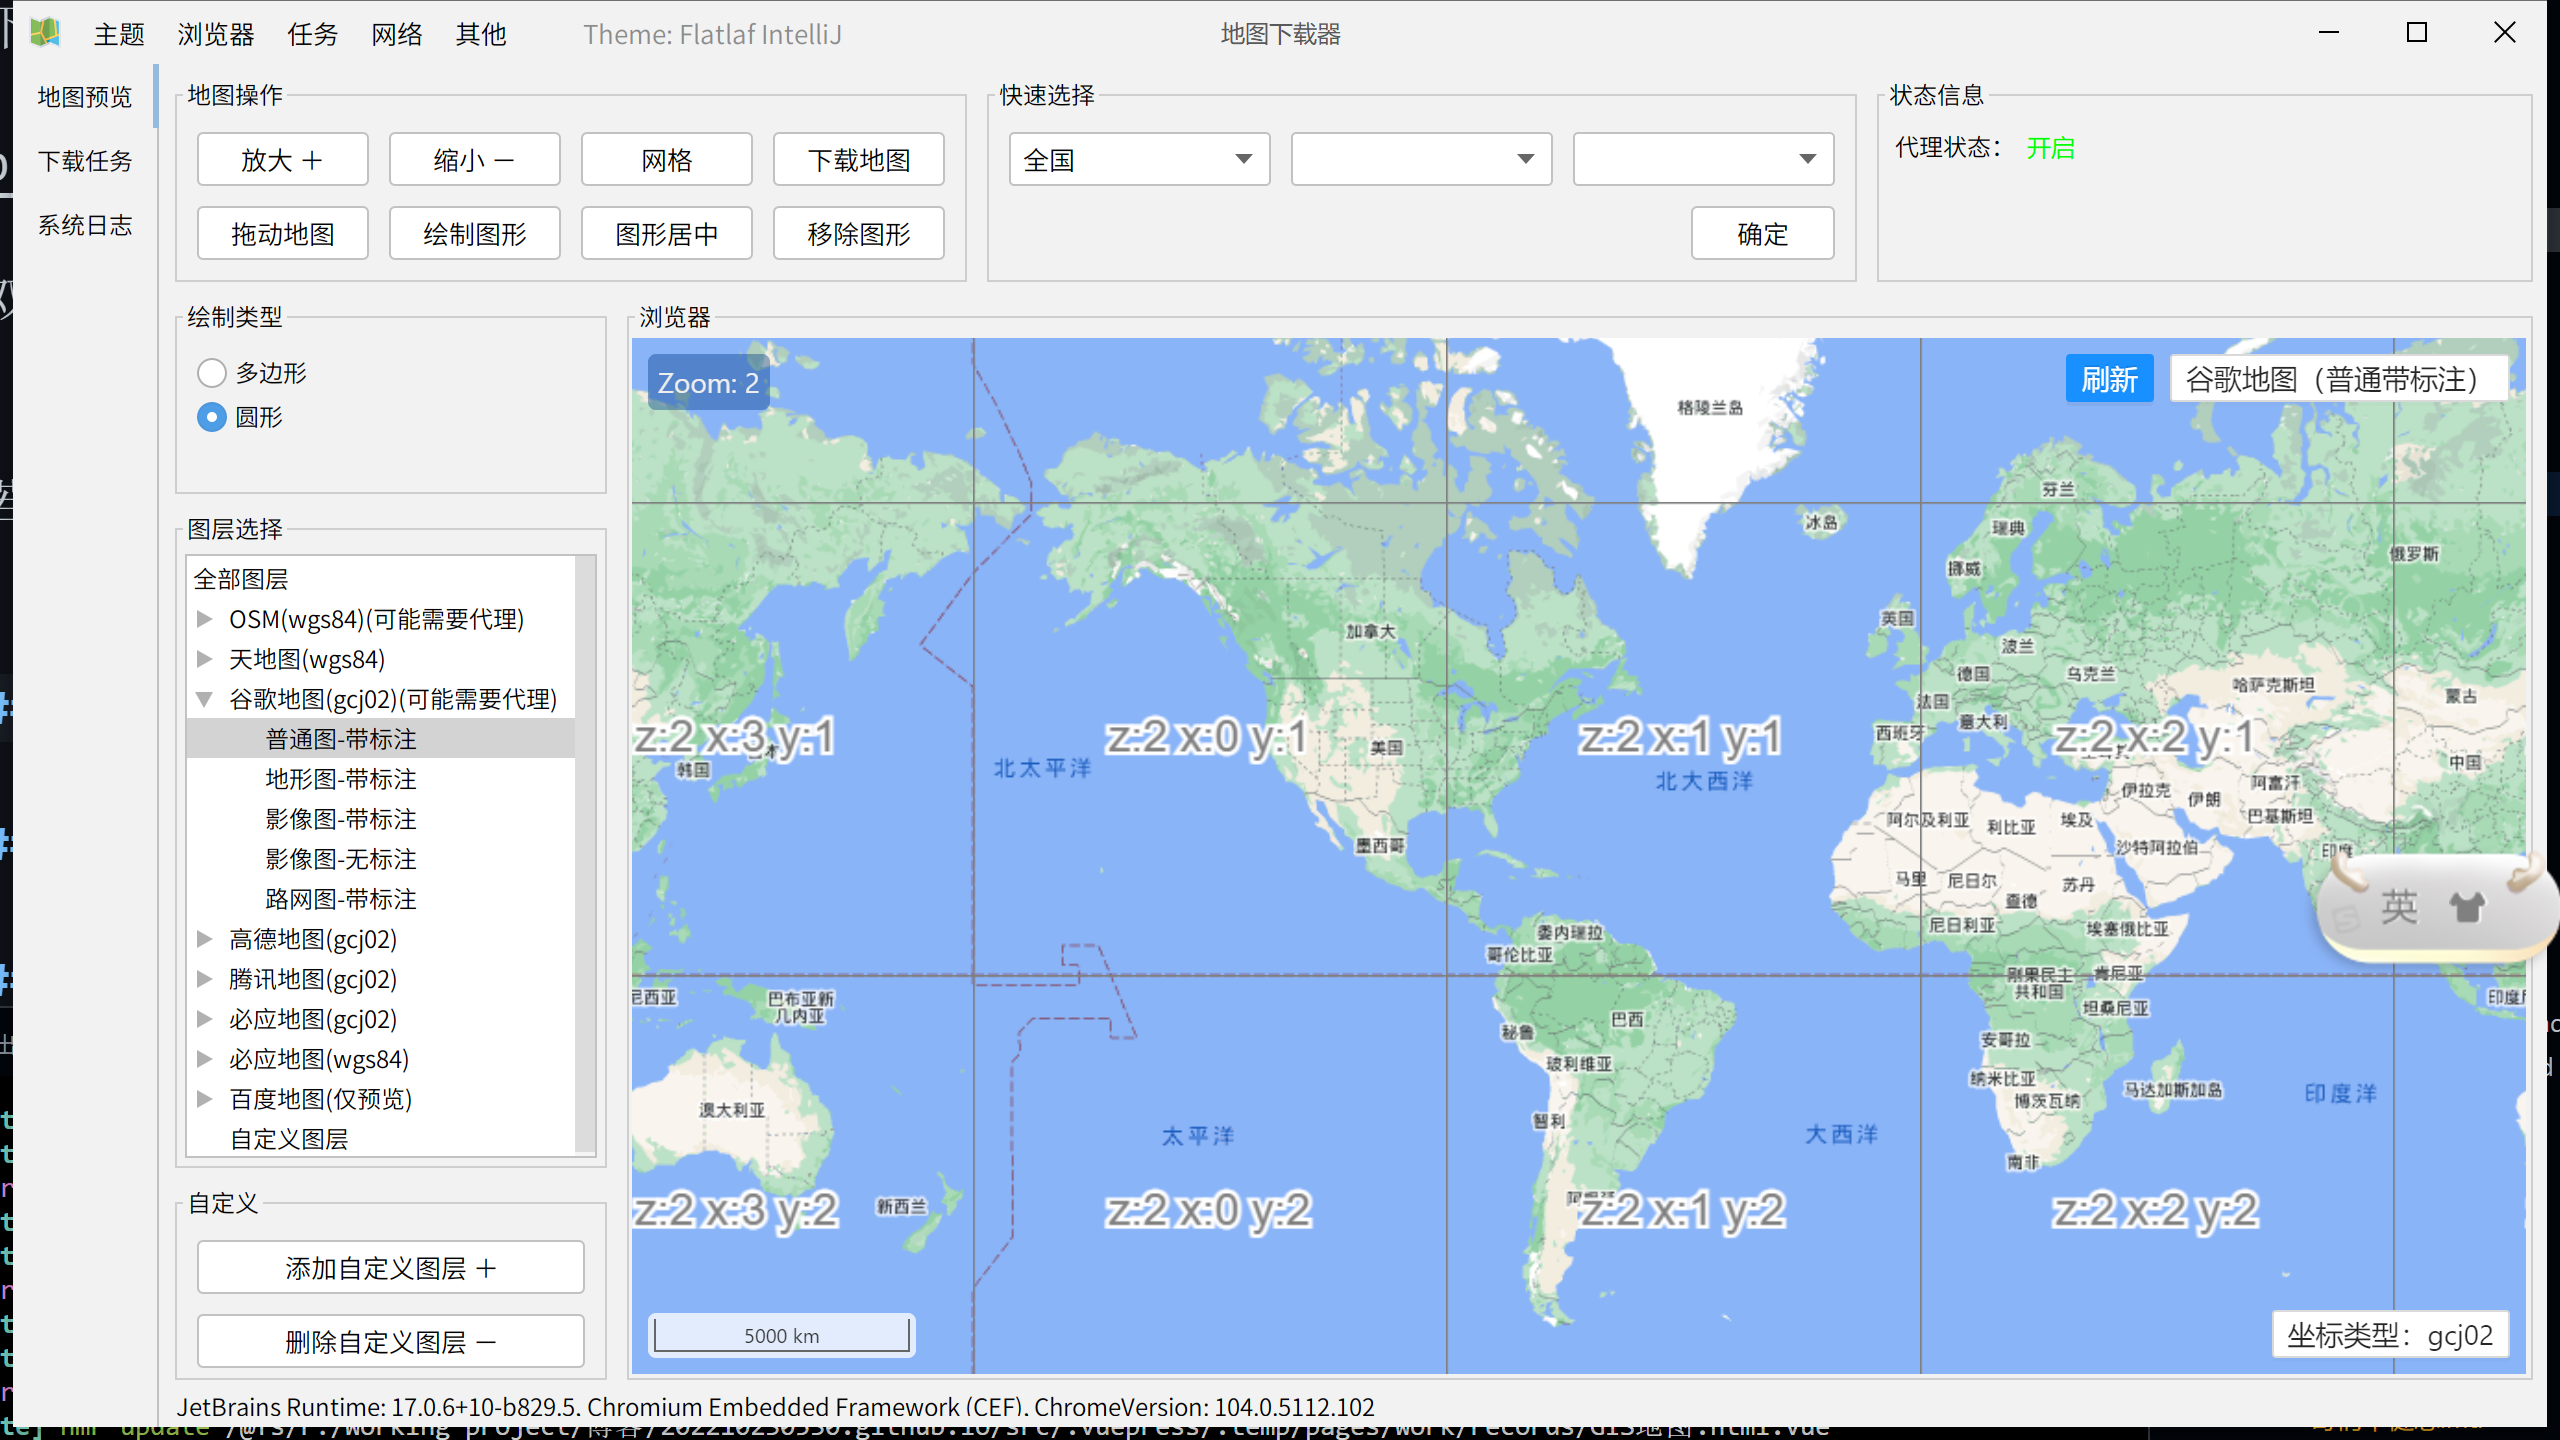 主题 浏览器 任务 网络 其他 Theme: Flatlaf IntelliJ 地图下载器
地图预览
下载任务
系统日志
地图操作
放大 + 缩小 - 网格 下载地图
拖动地图 绘制图形 图形居中 移除图形
快速选择
全国
确定
状态信息
代理状态： 开启
绘制类型
多边形
圆形
图层选择
全部图层
OSM(wgs84)(可能需要代理)
天地图(wgs84)
谷歌地图(gcj02)(可能需要代理)
普通图-带标注
地形图-带标注
影像图-带标注
影像图-无标注
路网图-带标注
高德地图(gcj02)
腾讯地图(gcj02)
必应地图(gcj02)
必应地图(wgs84)
百度地图(仅预览)
自定义图层
自定义
添加自定义图层 +
删除自定义图层 -
浏览器
Zoom: 2
刷新 谷歌地图（普通带标注）
格陵兰岛
芬兰
冰岛 瑞典
俄罗斯
挪威
英国
加拿大
波兰
德国 乌克兰
哈萨克斯坦
蒙古
法国
意大利
西班牙
z:2 x:3 y:1 z:2 x:0 y:1 z:2 x:1 y:1 z:2 x:2 y:1
美国
韩国 北太平洋 北大西洋 中国
伊拉克 伊朗 阿富汗
阿尔及利亚 利比亚 埃及 巴基斯坦
墨西哥 沙特阿拉伯 印度
马里 尼日尔 苏丹
乍德
英
委内瑞拉 尼日利亚 埃塞俄比亚
哥伦比亚
刚果民主共和国 肯尼亚
尼西亚 巴布亚新几内亚 印度
巴西 坦桑尼亚
秘鲁 安哥拉
玻利维亚
纳米比亚
马达加斯加岛 印度洋
澳大利亚 博茨瓦纳
智利
太平洋 大西洋
南非
新西兰
z:2 x:3 y:2 z:2 x:0 y:2 z:2 x:1 y:2 z:2 x:2 y:2
5000 km
坐标类型：gcj02
JetBrains Runtime: 17.0.6+10-b829.5. Chromium Embedded Framework (CEF). ChromeVersion: 104.0.5112.102